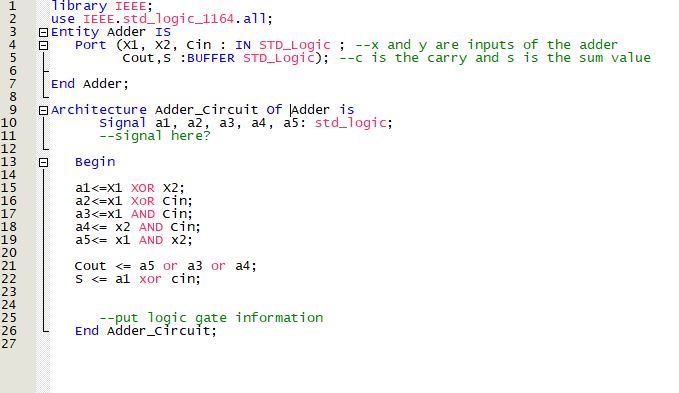 1 library IEEE;
2 use IEEE.std_logic_1164.all;
3 Entity Adder IS
4 Port (X1, X2, Cin : IN STD_Logic ; --x and y are inputs of the adder
5 Cout,S :BUFFER STD_Logic); --c is the carry and s is the sum value
6
7 End Adder;
8
9 Architecture Adder_Circuit Of Adder is
10 Signal a1, a2, a3, a4, a5: std_logic;
11 --signal here?
12
13 Begin
14
15 a1<=X1 XOR X2;
16 a2<=x1 XOR Cin;
17 a3<=x1 AND Cin;
18 a4<= x2 AND Cin;
19 a5<= x1 AND x2;
20
21 Cout <= a5 or a3 or a4;
22 S <= a1 xor cin;
23
24
25 --put logic gate information
26 End Adder_Circuit;
27